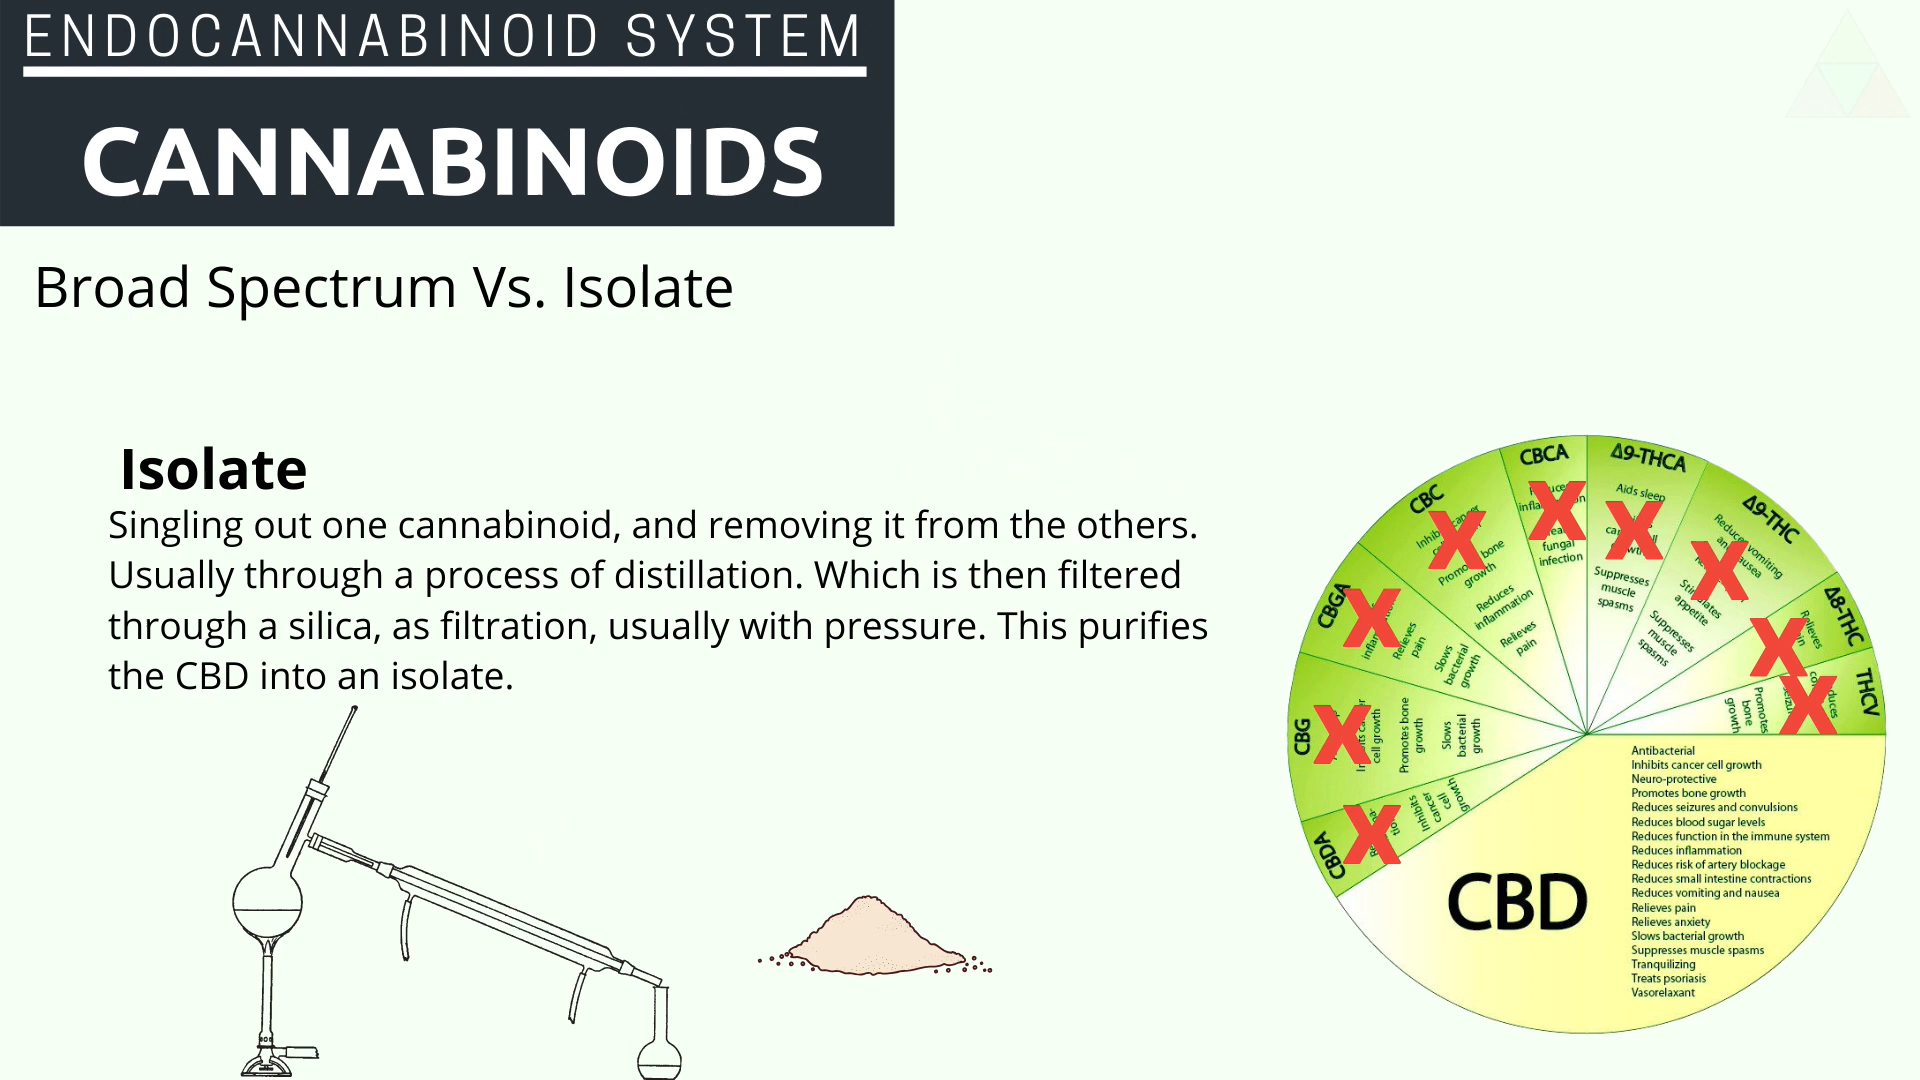 ENDOCANNABINOID SYSTEM
CANNABINOIDS
Broad Spectrum Vs. Isolate
Isolate
Singling out one cannabinoid, and removing it from the others.
Usually through a process of distillation. Which is then filtered
through a silica, as filtration, usually with pressure. This purifies
the CBD into an isolate.
CBDA
Inhibits
cancer
cell
growth
CBG
cell growth
Promotes bone
growth
Slows
bacterial
growth
CBGA
Relieves
pain
Slows
bacterial
growth
CBC
cancer
bone
growth
Reduces
inflammation
Relieves
pain
CBCA
fungal
infection
Δ9-THCA
Aids sleep
Suppresses
muscle
spasms
Δ9-THC
Reduces vomiting
and nausea
Stimulates
appetite
Suppresses
muscle
spasms
Δ8-THC
Relieves
THCV
Promotes
bone
growth
CBD
Antibacterial
Inhibits cancer cell growth
Neuro-protective
Promotes bone growth
Reduces seizures and convulsions
Reduces blood sugar levels
Reduces function in the immune system
Reduces inflammation
Reduces risk of artery blockage
Reduces small intestine contractions
Reduces vomiting and nausea
Relieves pain
Relieves anxiety
Slows bacterial growth
Suppresses muscle spasms
Tranquilizing
Treats psoriasis
Vasorelaxant